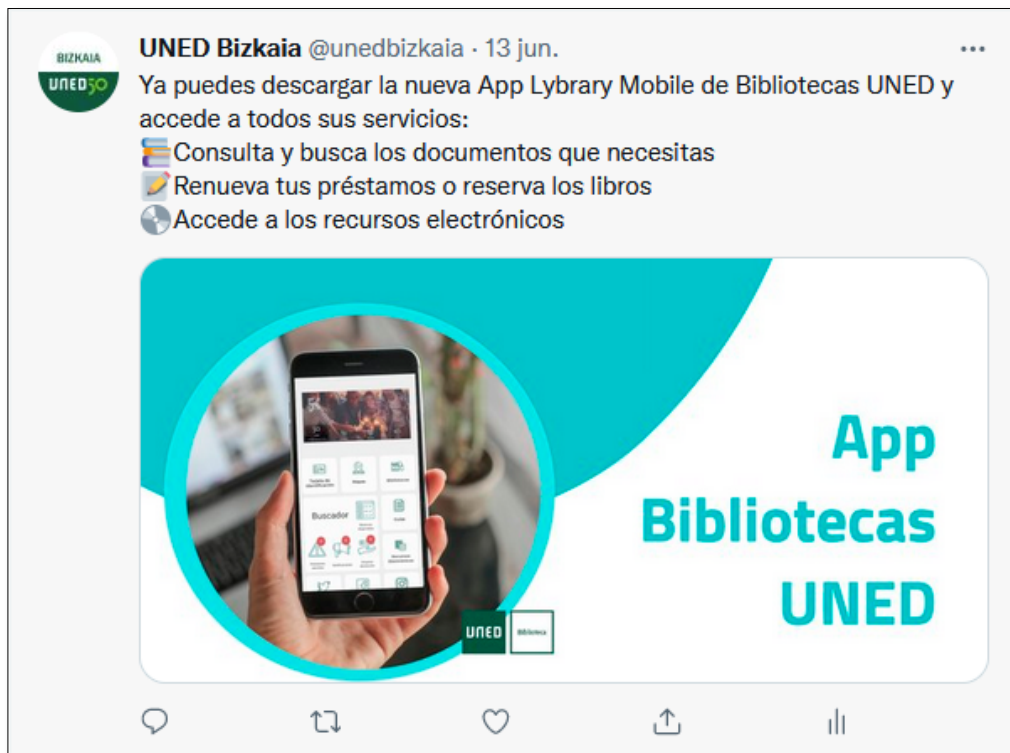 BIZKAIA
UNED50
UNED Bizkaia @unedbizkaia · 13 jun.
Ya puedes descargar la nueva App Lybrary Mobile de Bibliotecas UNED y
accede a todos sus servicios:
📚Consulta y busca los documentos que necesitas
📝Renueva tus préstamos o reserva los libros
💿Accede a los recursos electrónicos
Buscador
App
Bibliotecas
UNED
UNED
Biblioteca